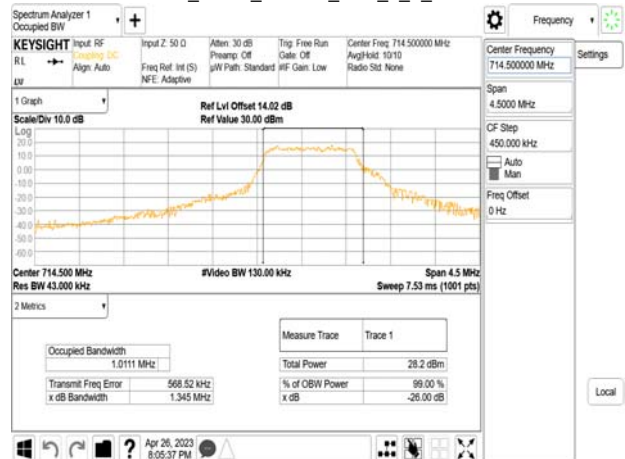 Spectrum Analyzer 1
Occupied BW
Frequency
KEYSIGHT
RL
Input: RF
Coupling: DC
Align: Auto
Input Z: 50 Ω
Freq Ref: Int (S)
NFE: Adaptive
Atten: 30 dB
Preamp: Off
µW Path: Standard
Trig: Free Run
Gate: Off
#IF Gain: Low
Center Freq: 714.500000 MHz
Avg|Hold: 10/10
Radio Std: None
Center Frequency
714.500000 MHz
Settings
Span
4.5000 MHz
CF Step
450.000 kHz
Auto
Man
Freq Offset
0 Hz
Local
1 Graph
Scale/Div 10.0 dB
Ref Lvl Offset 14.02 dB
Ref Value 30.00 dBm
Log
20.0
10.0
0.00
-10.0
-20.0
-30.0
-40.0
-50.0
-60.0
Center 714.500 MHz
Res BW 43.000 kHz
#Video BW 130.00 kHz
Span 4.5 MHz
Sweep 7.53 ms (1001 pts)
2 Metrics
Measure Trace Trace 1
Occupied Bandwidth
1.0111 MHz
Total Power 28.2 dBm
Transmit Freq Error 568.52 kHz
% of OBW Power 99.00 %
x dB Bandwidth 1.345 MHz
x dB -26.00 dB
?
Apr 26, 2023
8:05:37 PM